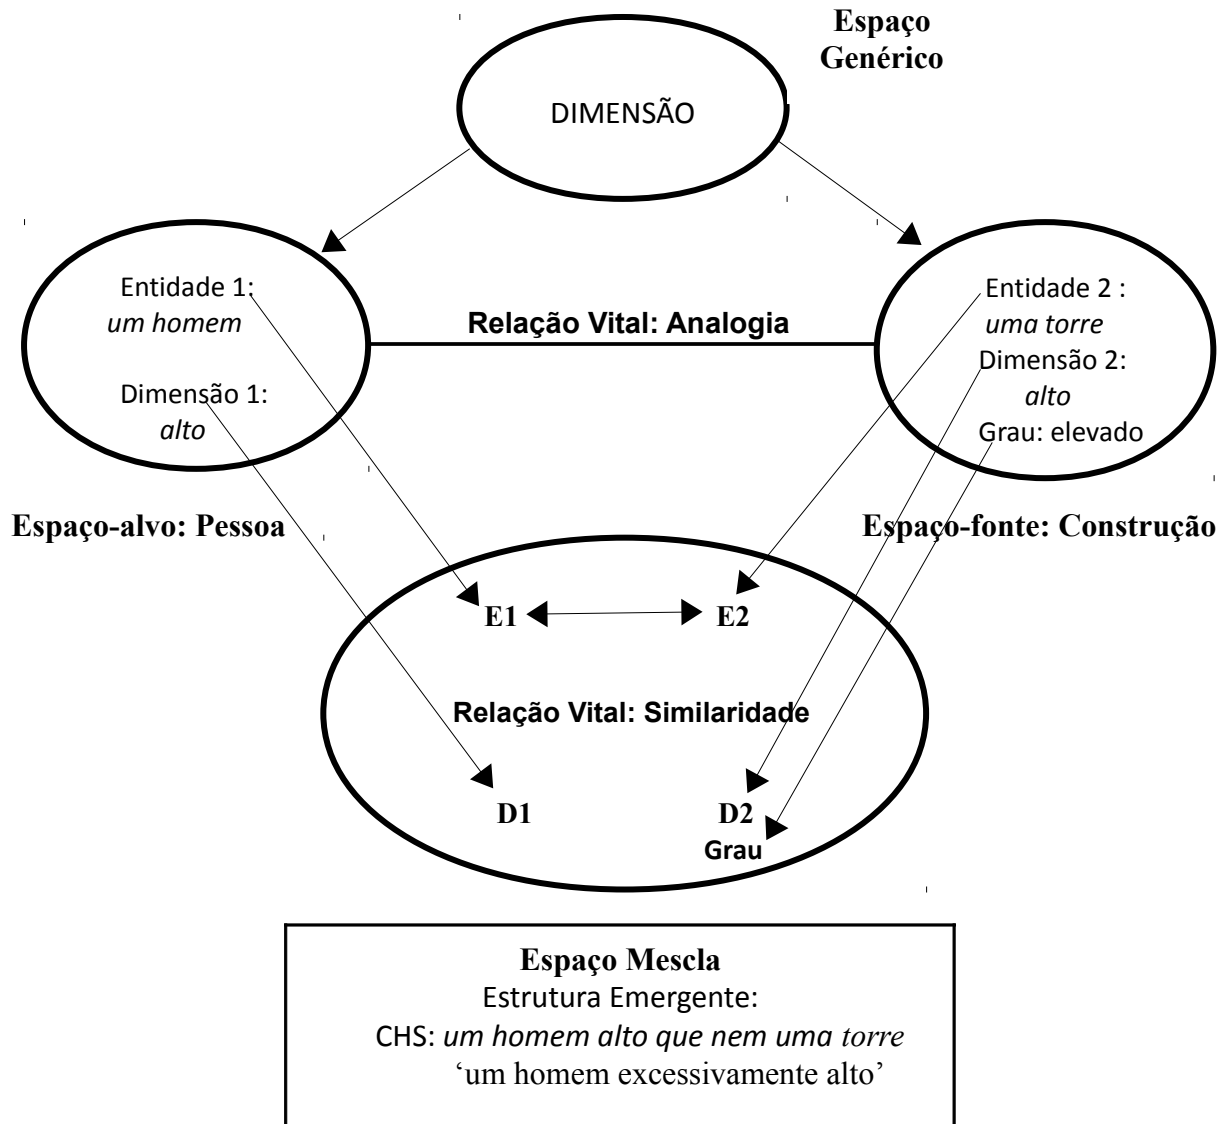 Espaço
Genérico
DIMENSÃO
Entidade 1:
um homem
Dimensão 1:
alto
Relação Vital: Analogia
Entidade 2 :
uma torre
Dimensão 2:
alto
Grau: elevado
Espaço-alvo: Pessoa
Espaço-fonte: Construção
E1
E2
Relação Vital: Similaridade
D1
D2
Grau
Espaço Mescla
Estrutura Emergente:
CHS: um homem alto que nem uma torre
‘um homem excessivamente alto’